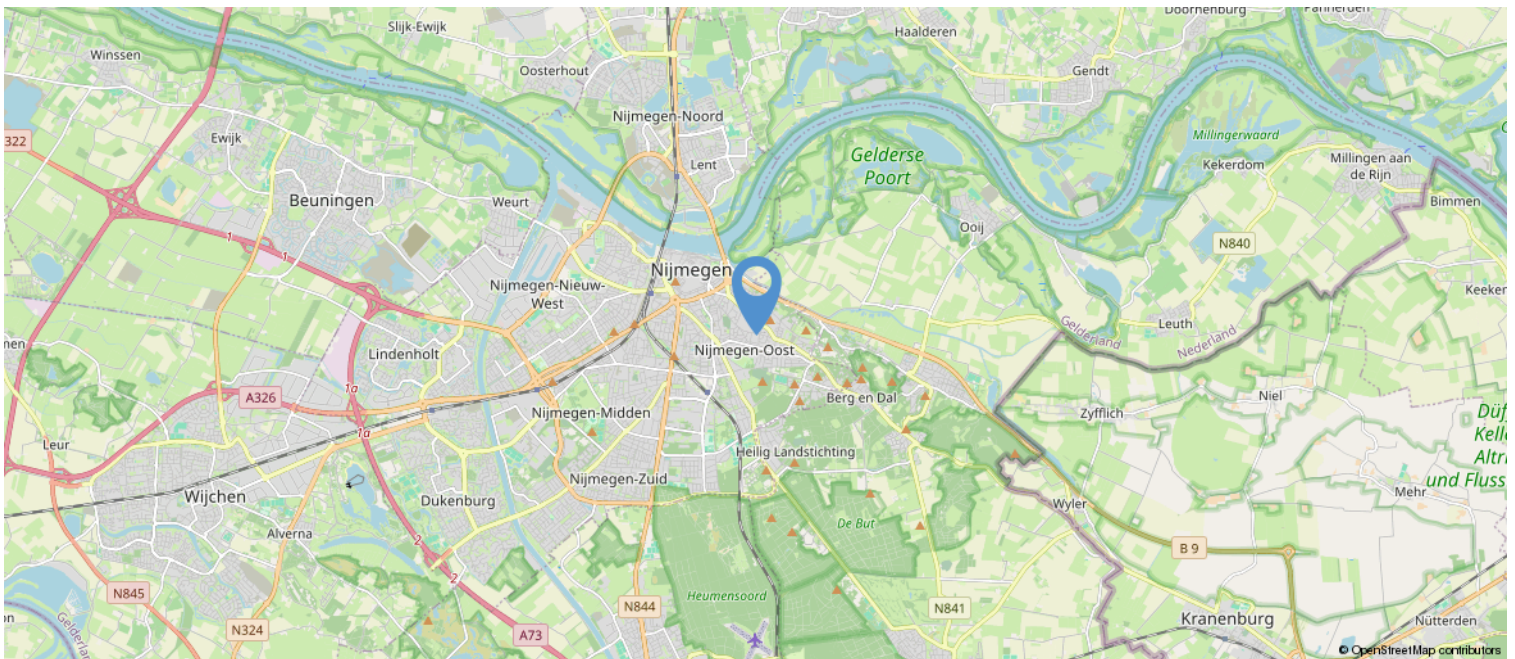 Slijk-Ewijk
Doornenburg
Pannerden
Haalderen
Winssen
Oosterhout
Gendt
Nijmegen-Noord
322
Ewijk
Millingerwaard
Gelderse
Poort
Lent
Kekerdom
Millingen aan
de Rijn
Beuningen
Weurt
Bimmen
Ooij
1
N840
1
Nijmegen
Nijmegen-Nieuw-
West
Keeken
Gelderland
Leuth
Nederland
Lindenholt
Nijmegen-Oost
1a
A326
Berg en Dal
Niel
Nijmegen-Midden
Zyfflich
1a
Leur
Heilig Landstichting
Düf
Kell
Altr
und Fluss
Nijmegen-Zuid
Wijchen
Dukenburg
Mehr
Wyler
De But
Alverna
2
B 9
2
N845
Heumensoord
N844
N841
Gelderland
Kranenburg
Nütterden
N324
A73
© OpenStreetMap contributors